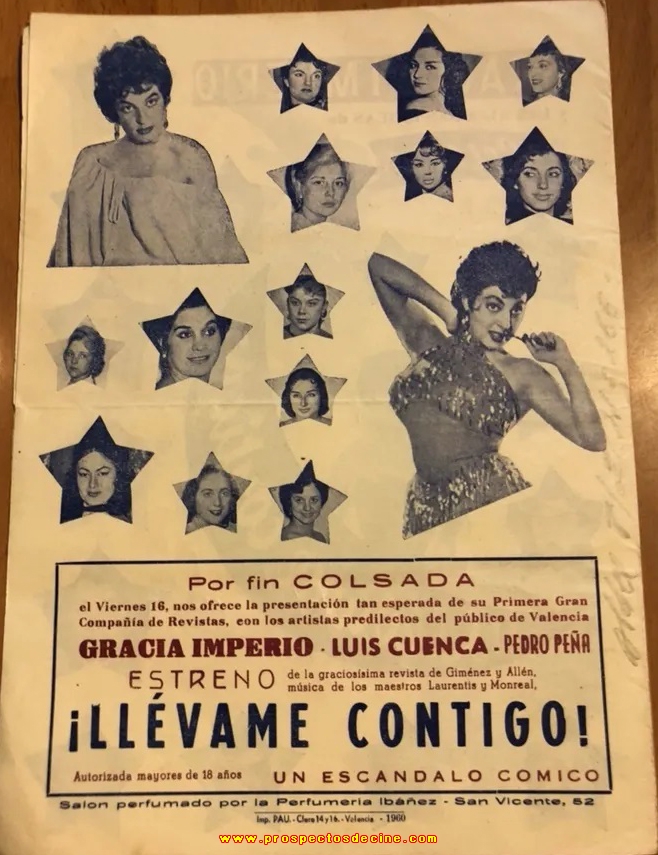 Por fin COLSADA
el Viernes 16, nos ofrece la presentación tan esperada de su Primera Gran
Compañía de Revistas, con los artistas predilectos del público de Valencia
GRACIA IMPERIO - LUIS CUENCA - PEDRO PEÑA
ESTRENO de la graciosísima revista de Giménez y Allén,
música de los maestros Laurentis y Monreal,
¡LLÉVAME CONTIGO!
Autorizada mayores de 18 años UN ESCANDALO COMICO
Salon perfumado por la Perfumeria Ibáñez - San Vicente, 52
Imp. PAU. - Clero 14 y 16. - Valencia - 1960
www.prospectosdecine.com